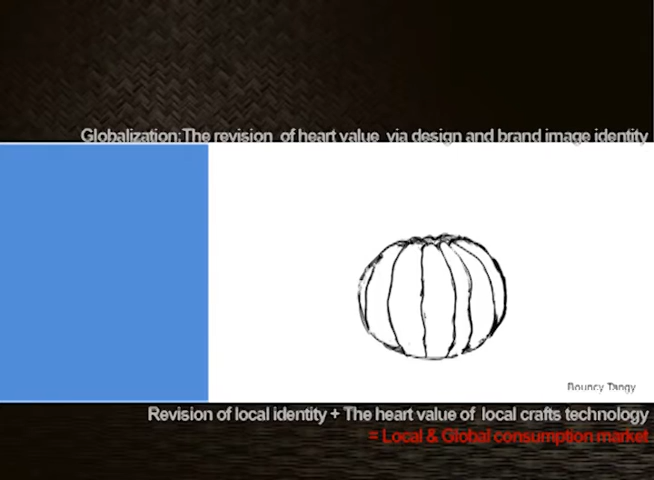 Globalization:The revision of heart value via design and brand image identity
Bouncy Tangy
Revision of local identity + The heart value of local crafts technology
= Local & Global consumption market